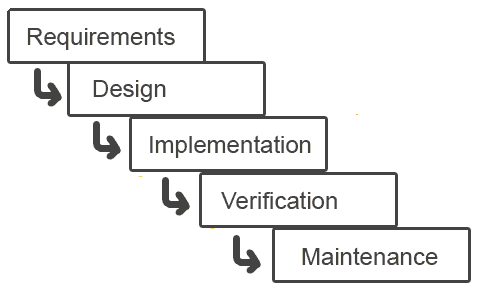 Requirements
Design
Implementation
Verification
Maintenance